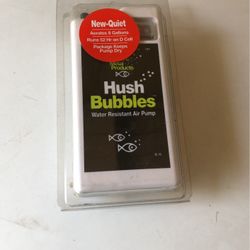 New-Quiet
Aerates 8 Gallons
Runs 52 Hr on D Cell
Package Keeps
Pump Dry
Products
Hush
Bubbles
Water Resistant Air Pump